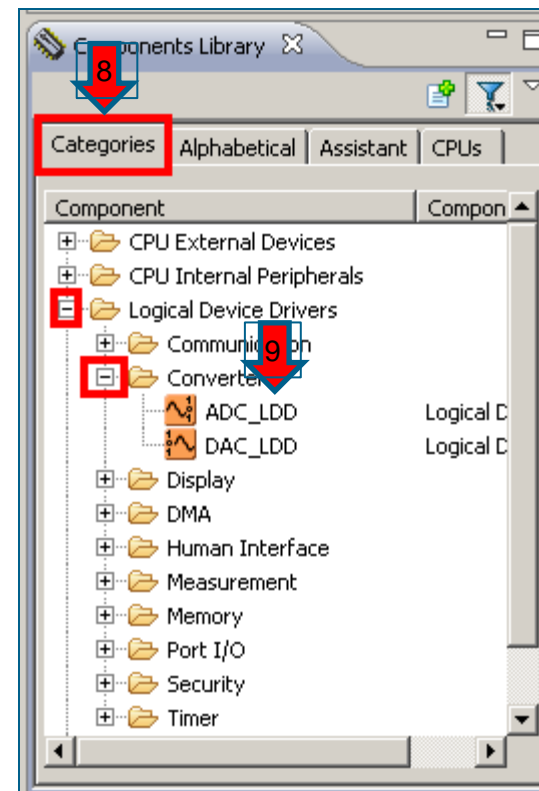 Components Library
8
Categories Alphabetical Assistant CPUs
Component Compon
CPU External Devices
CPU Internal Peripherals
Logical Device Drivers
9
Converter
ADC_LDD Logical D
DAC_LDD Logical D
Display
DMA
Human Interface
Measurement
Memory
Port I/O
Security
Timer